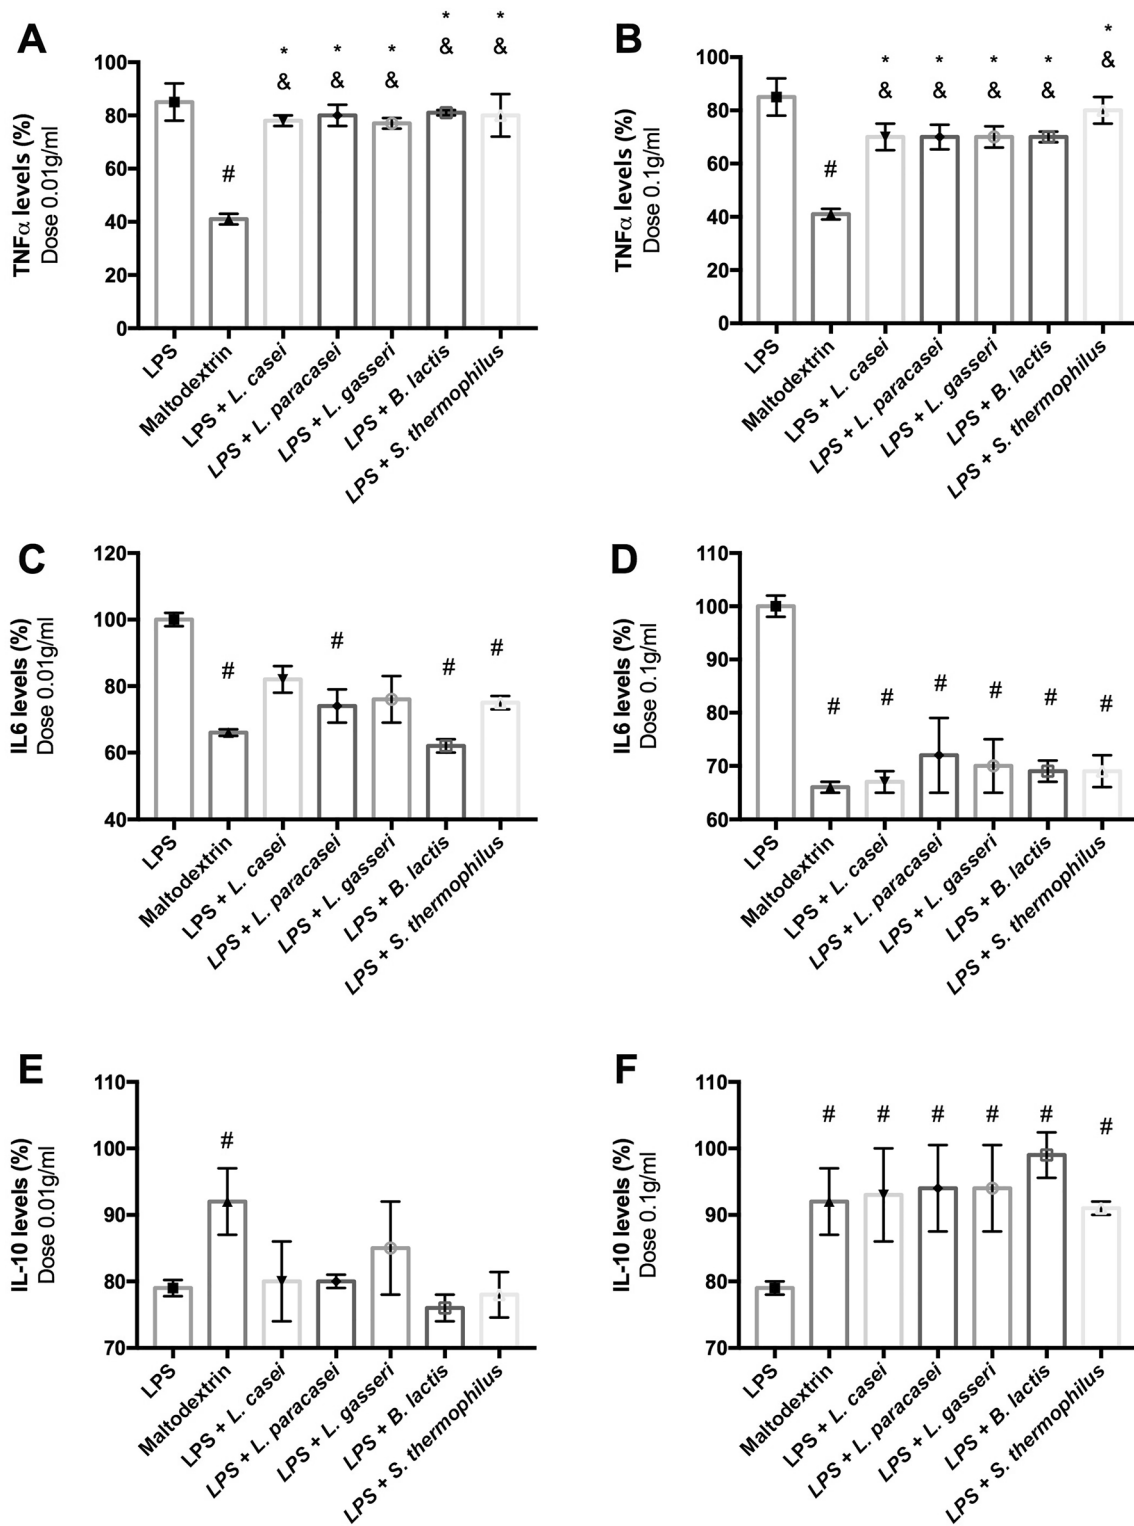 A
TNFα levels (%)
Dose 0.01g/ml
100
80
60
40
20
0
#
* & * & * & * & * &
LPS
Maltodextrin
LPS + L. casei
LPS + L. paracasei
LPS + L. gasseri
LPS + B. lactis
LPS + S. thermophilus
B
TNFα levels (%)
Dose 0.1g/ml
100
80
60
40
20
0
#
* & * & * & * & * &
LPS
Maltodextrin
LPS + L. casei
LPS + L. paracasei
LPS + L. gasseri
LPS + B. lactis
LPS + S. thermophilus
C
IL6 levels (%)
Dose 0.01g/ml
120
100
80
60
40
# # # #
LPS
Maltodextrin
LPS + L. casei
LPS + L. paracasei
LPS + L. gasseri
LPS + B. lactis
LPS + S. thermophilus
D
IL6 levels (%)
Dose 0.1g/ml
110
100
90
80
70
60
# # # # # #
LPS
Maltodextrin
LPS + L. casei
LPS + L. paracasei
LPS + L. gasseri
LPS + B. lactis
LPS + S. thermophilus
E
IL-10 levels (%)
Dose 0.01g/ml
110
100
90
80
70
#
LPS
Maltodextrin
LPS + L. casei
LPS + L. paracasei
LPS + L. gasseri
LPS + B. lactis
LPS + S. thermophilus
F
IL-10 levels (%)
Dose 0.1g/ml
110
100
90
80
70
# # # # # #
LPS
Maltodextrin
LPS + L. casei
LPS + L. paracasei
LPS + L. gasseri
LPS + B. lactis
LPS + S. thermophilus